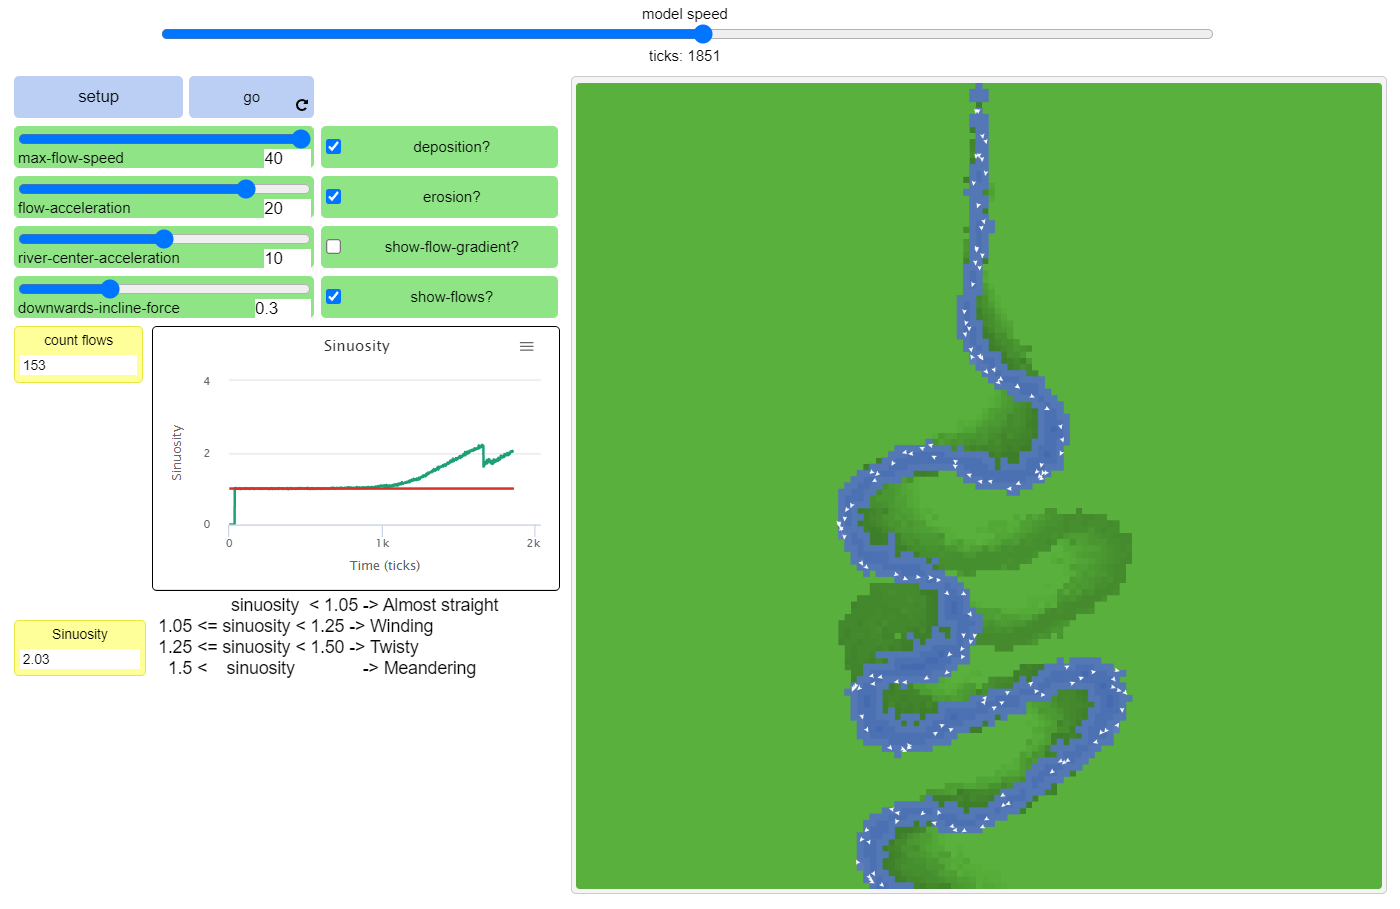 model speed
ticks: 1851
setup
go
max-flow-speed 40
deposition?
flow-acceleration 20
erosion?
river-center-acceleration 10
show-flow-gradient?
downwards-incline-force 0.3
show-flows?
count flows
153
Sinuosity
4
2
0
Sinuosity
0 1k 2k
Time (ticks)
sinuosity < 1.05 -> Almost straight
1.05 <= sinuosity < 1.25 -> Winding
1.25 <= sinuosity < 1.50 -> Twisty
1.5 < sinuosity -> Meandering
Sinuosity
2.03